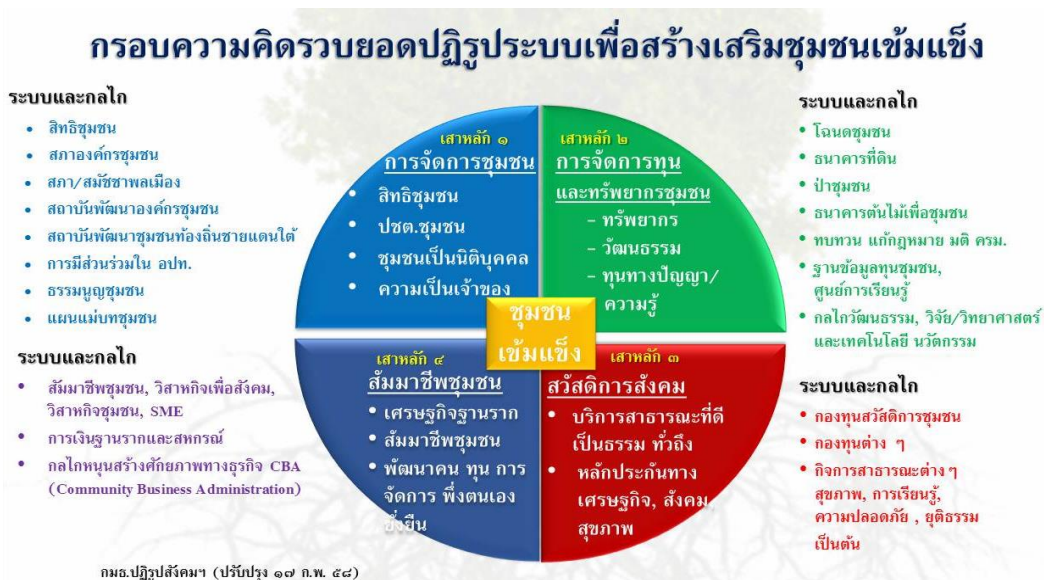 กรอบความคิดรวบยอดปฏิรูประบบเพื่อสร้างเสริมชุมชนเข้มแข็ง
ระบบและกลไก
• สิทธิชุมชน
• สภาองค์กรชุมชน
• สภา/สมัชชาพลเมือง
• สถาบันพัฒนาองค์กรชุมชน
• สถาบันพัฒนาชุมชนท้องถิ่นชายแดนใต้
• การมีส่วนร่วมใน อปท.
• ธรรมนูญชุมชน
• แผนแม่บทชุมชน
เสาหลัก ๑
การจัดการชุมชน
• สิทธิชุมชน
• ปชต.ชุมชน
• ชุมชนเป็นนิติบุคคล
• ความเป็นเจ้าของ
เสาหลัก ๒
การจัดการทุน
และทรัพยากรชุมชน
- ทรัพยากร
- วัฒนธรรม
- ทุนทางปัญญา/
ความรู้
ระบบและกลไก
• โฉนดชุมชน
• ธนาคารที่ดิน
• ป่าชุมชน
• ธนาคารต้นไม้เพื่อชุมชน
• ทบทวน แก้กฎหมาย มติ ครม.
• ฐานข้อมูลทุนชุมชน,
ศูนย์การเรียนรู้
• กลไกวัฒนธรรม, วิจัย/วิทยาศาสตร์
และเทคโนโลยี นวัตกรรม
ชุมชน
เข้มแข็ง
ระบบและกลไก
• สัมมาชีพชุมชน, วิสาหกิจเพื่อสังคม,
วิสาหกิจชุมชน, SME
• การเงินฐานรากและสหกรณ์
• กลไกหนุนสร้างศักยภาพทางธุรกิจ CBA
(Community Business Administration)
เสาหลัก ๔
สัมมาชีพชุมชน
• เศรษฐกิจฐานราก
• สัมมาชีพชุมชน
• พัฒนาคน ทุน การ
จัดการ พึ่งตนเอง
ยั่งยืน
เสาหลัก ๓
สวัสดิการสังคม
• บริการสาธารณะที่ดี
เป็นธรรม ทั่วถึง
• หลักประกันทาง
เศรษฐกิจ, สังคม,
สุขภาพ
ระบบและกลไก
• กองทุนสวัสดิการชุมชน
• กองทุนต่าง ๆ
• กิจการสาธารณะต่าง ๆ
สุขภาพ, การเรียนรู้,
ความปลอดภัย , ยุติธรรม
เป็นต้น
กมธ.ปฏิรูปสังคมฯ (ปรับปรุง ๑๗ ก.พ. ๕๘)